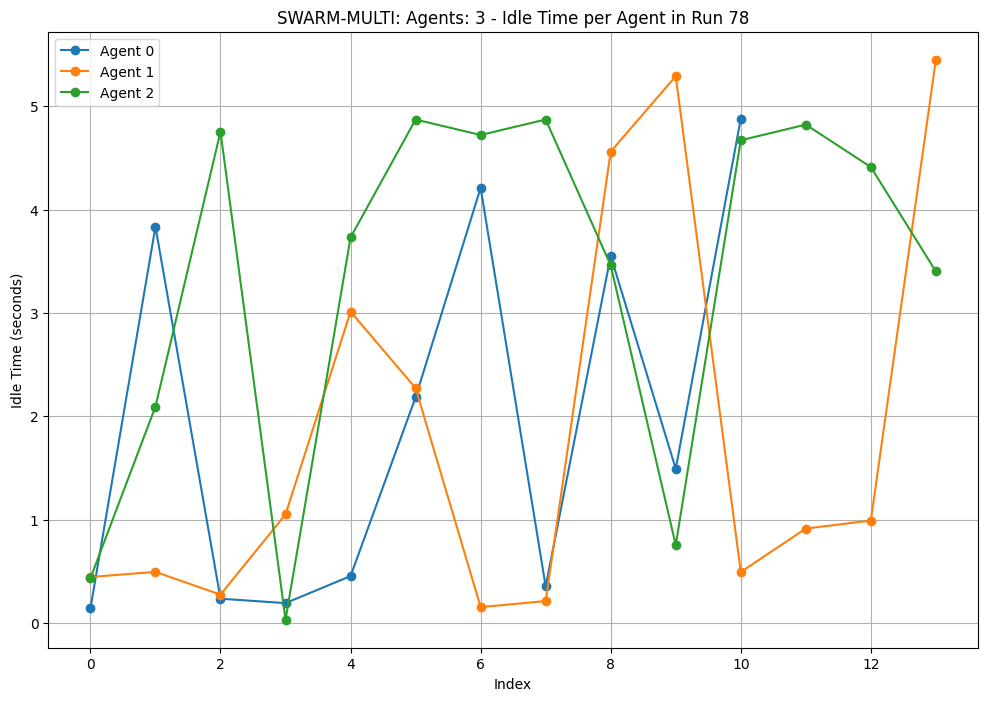 SWARM-MULTI: Agents: 3 - Idle Time per Agent in Run 78
Agent 0
Agent 1
Agent 2
Idle Time (seconds)
5
4
3
2
1
0
0 2 4 6 8 10 12
Index